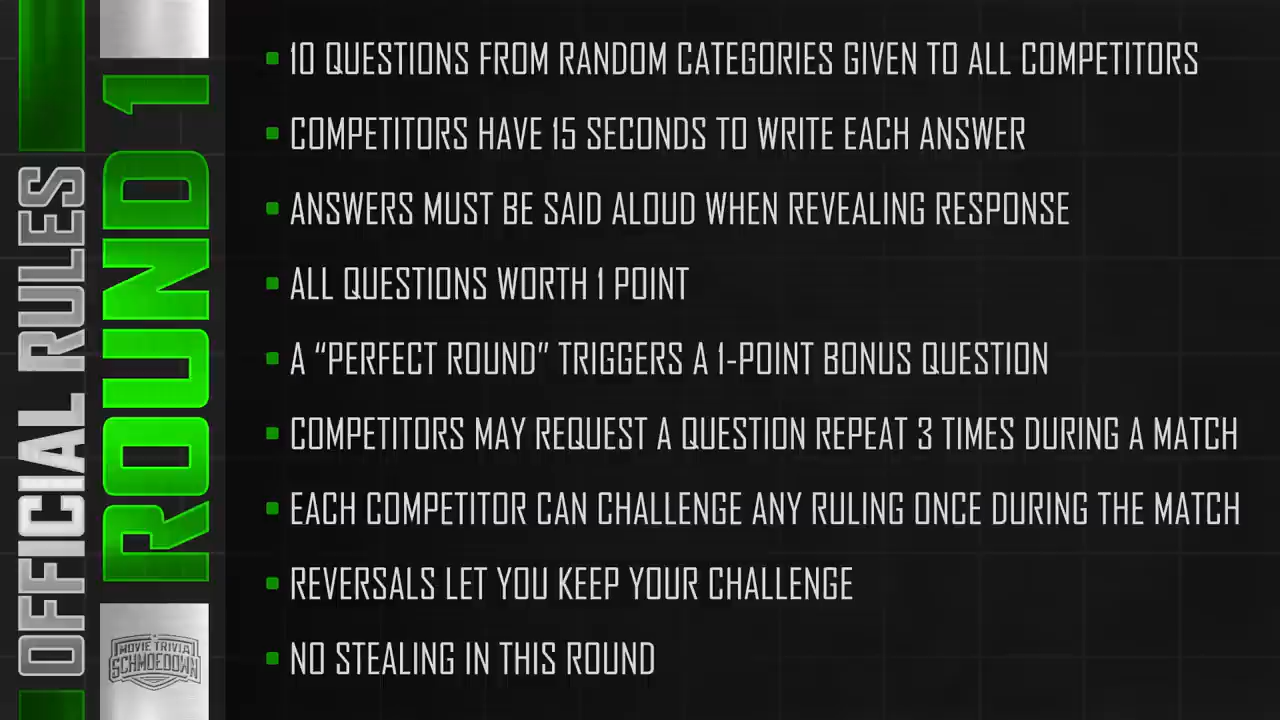 OFFICIAL RULES
ROUND 1
MOVIE TRIVIA
SCHMOEDOWN
10 QUESTIONS FROM RANDOM CATEGORIES GIVEN TO ALL COMPETITORS
COMPETITORS HAVE 15 SECONDS TO WRITE EACH ANSWER
ANSWERS MUST BE SAID ALOUD WHEN REVEALING RESPONSE
ALL QUESTIONS WORTH 1 POINT
A “PERFECT ROUND” TRIGGERS A 1-POINT BONUS QUESTION
COMPETITORS MAY REQUEST A QUESTION REPEAT 3 TIMES DURING A MATCH
EACH COMPETITOR CAN CHALLENGE ANY RULING ONCE DURING THE MATCH
REVERSALS LET YOU KEEP YOUR CHALLENGE
NO STEALING IN THIS ROUND